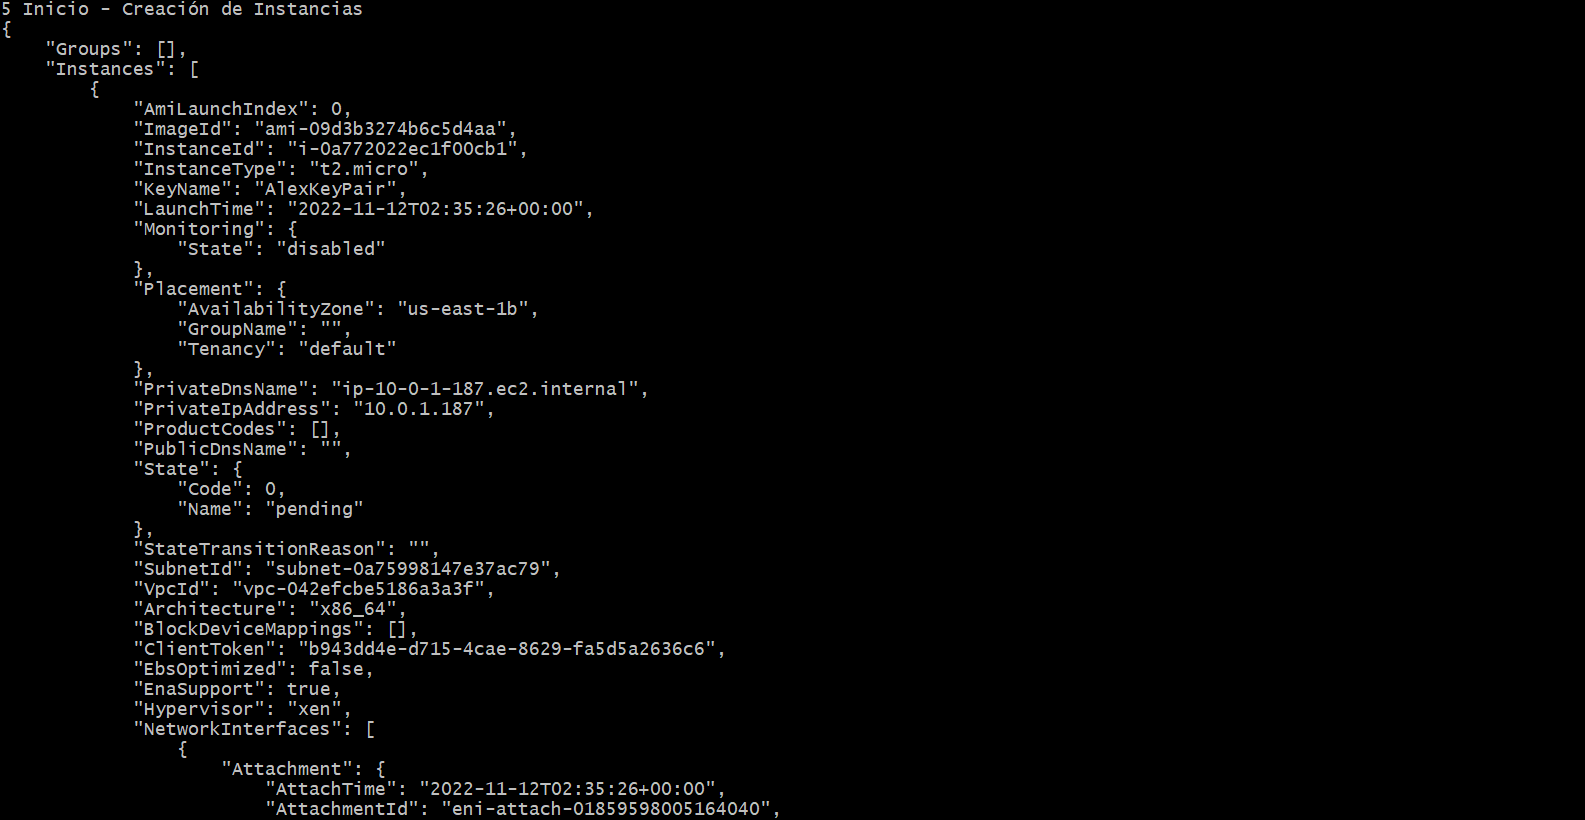 5 Inicio - Creación de Instancias
{
    "Groups": [],
    "Instances": [
        {
            "AmiLaunchIndex": 0,
            "ImageId": "ami-09d3b3274b6c5d4aa",
            "InstanceId": "i-0a772022ec1f00cb1",
            "InstanceType": "t2.micro",
            "KeyName": "AlexKeyPair",
            "LaunchTime": "2022-11-12T02:35:26+00:00",
            "Monitoring": {
                "State": "disabled"
            },
            "Placement": {
                "AvailabilityZone": "us-east-1b",
                "GroupName": "",
                "Tenancy": "default"
            },
            "PrivateDnsName": "ip-10-0-1-187.ec2.internal",
            "PrivateIpAddress": "10.0.1.187",
            "ProductCodes": [],
            "PublicDnsName": "",
            "State": {
                "Code": 0,
                "Name": "pending"
            },
            "StateTransitionReason": "",
            "SubnetId": "subnet-0a75998147e37ac79",
            "VpcId": "vpc-042efcbe5186a3a3f",
            "Architecture": "x86_64",
            "BlockDeviceMappings": [],
            "ClientToken": "b943dd4e-d715-4cae-8629-fa5d5a2636c6",
            "EbsOptimized": false,
            "EnaSupport": true,
            "Hypervisor": "xen",
            "NetworkInterfaces": [
                {
                    "Attachment": {
                        "AttachTime": "2022-11-12T02:35:26+00:00",
                        "AttachmentId": "eni-attach-01859598005164040",